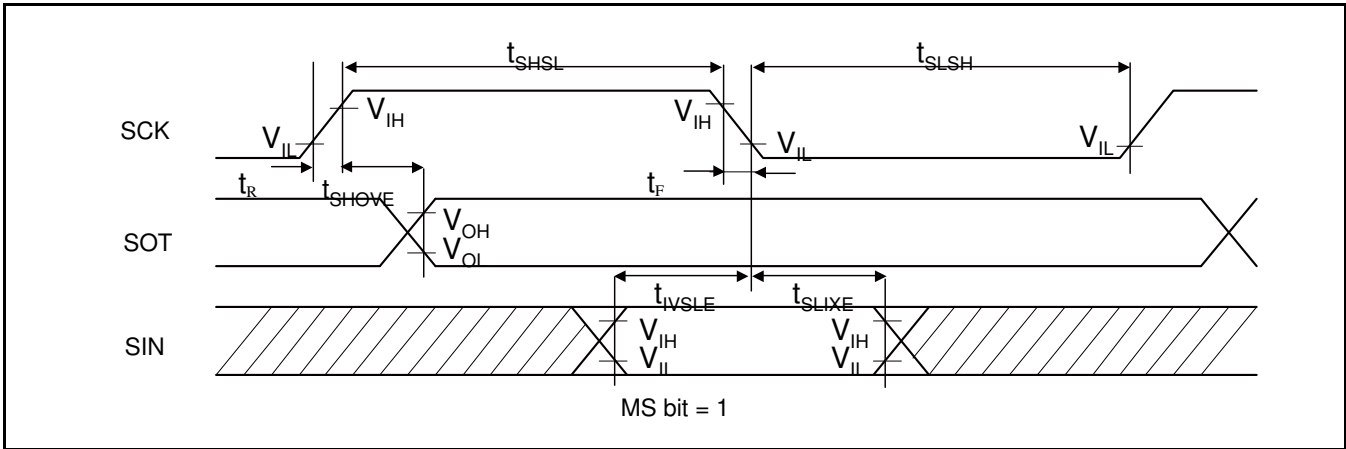 tSHSL
tSLSH
SCK
VIH
VIH
VIL
VIL
VIL
tR
tSHOVE
tF
SOT
VOH
VOL
tIVSLE
tSLIXE
SIN
VIH
VIH
VIL
VIL
MS bit = 1